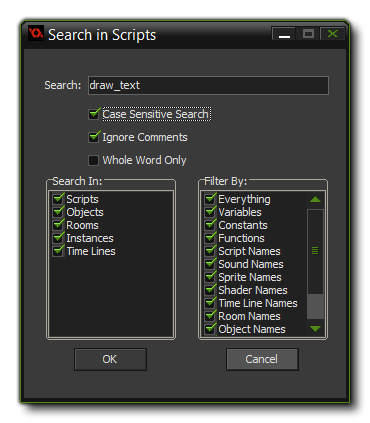 Search in Scripts
Search: draw_text
Case Sensitive Search
Ignore Comments
Whole Word Only
Search In:
Scripts
Objects
Rooms
Instances
Time Lines
Filter By:
Everything
Variables
Constants
Functions
Script Names
Sound Names
Sprite Names
Shader Names
Time Line Names
Room Names
Object Names
OK
Cancel